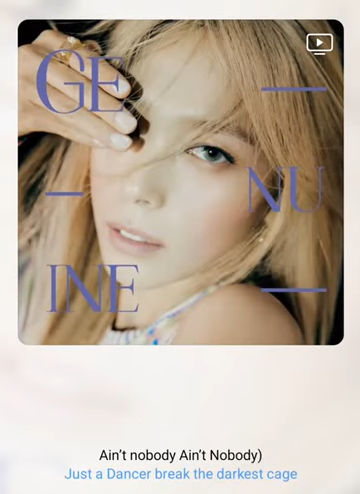 GE
NU
INE
Ain't nobody Ain't Nobody)
Just a Dancer break the darkest cage